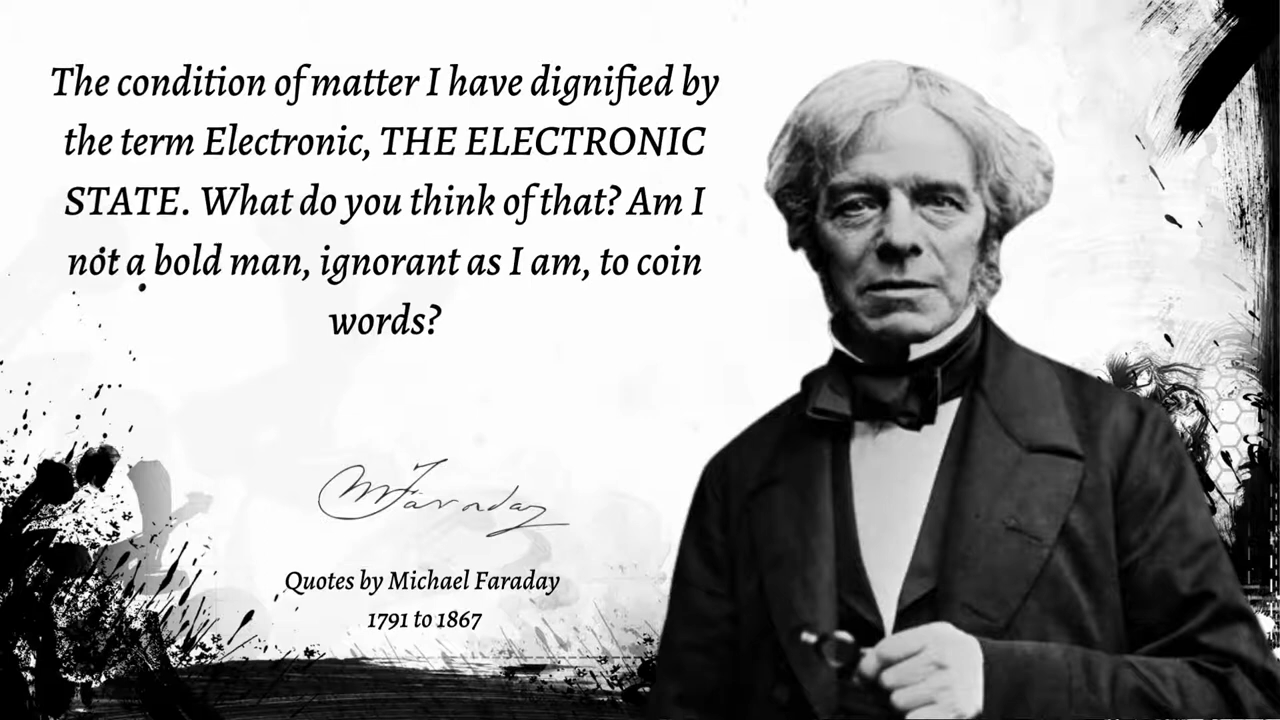 The condition of matter I have dignified by
the term Electronic, THE ELECTRONIC
STATE. What do you think of that? Am I
not a bold man, ignorant as I am, to coin
words?
MFaraday
Quotes by Michael Faraday
1791 to 1867